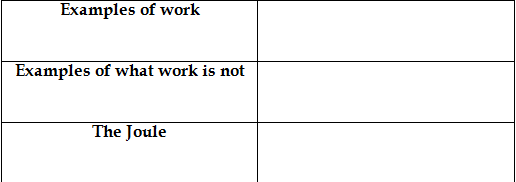 Examples of work
Examples of what work is not
The Joule